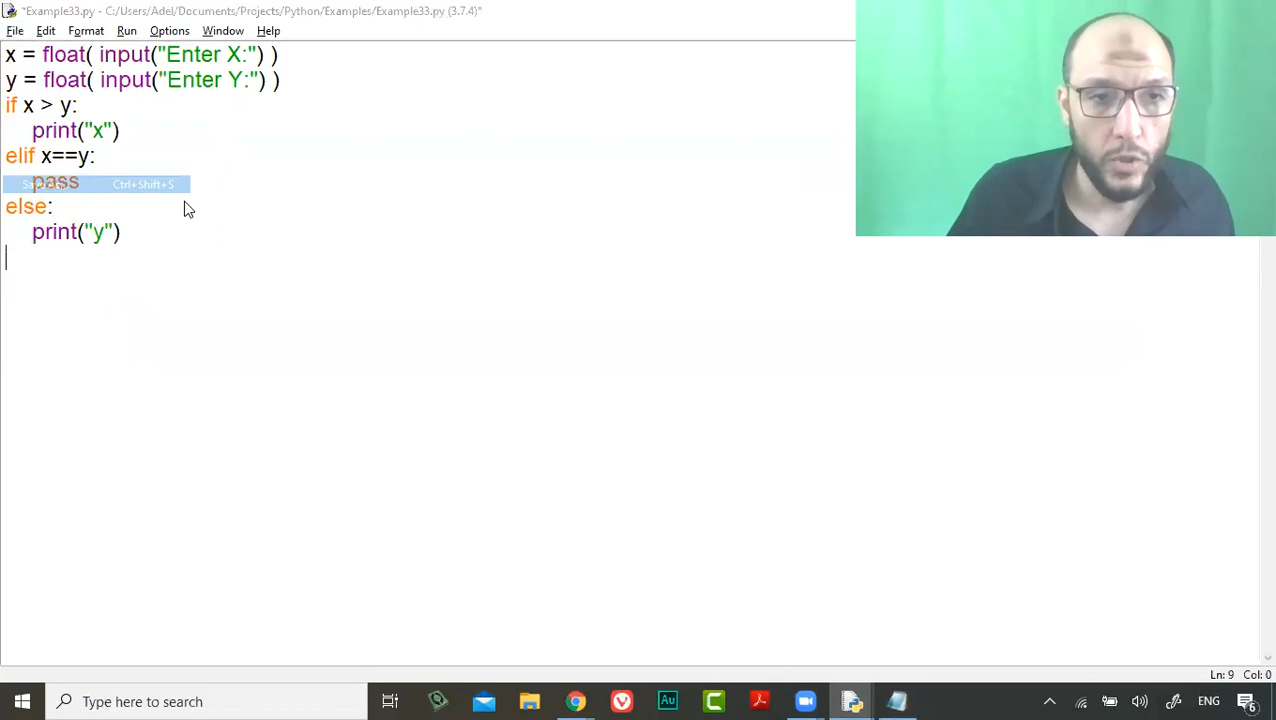 *Example33.py - C:/Users/Adel/Documents/Projects/Python/Examples/Example33.py (3.7.4)*
File Edit Format Run Options Window Help
x = float( input("Enter X:") )
y = float( input("Enter Y:") )
if x > y:
print("x")
elif x==y:
pass
Ctrl+Shift+S
else:
print("y")
Ln: 9 Col: 0
Type here to search
Au
ENG
6